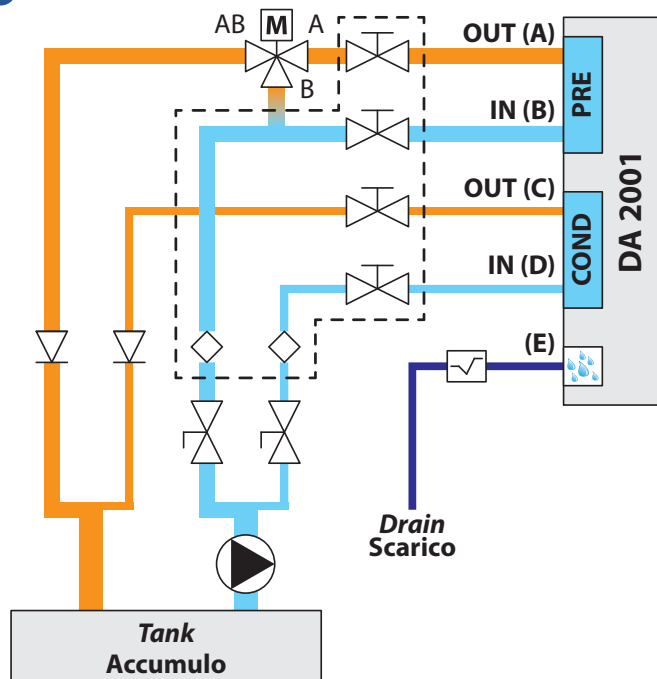 AB M A
B
OUT (A)
IN (B)
PRE
OUT (C)
IN (D)
COND
DA 2001
(E)
Drain
Scarico
Tank
Accumulo